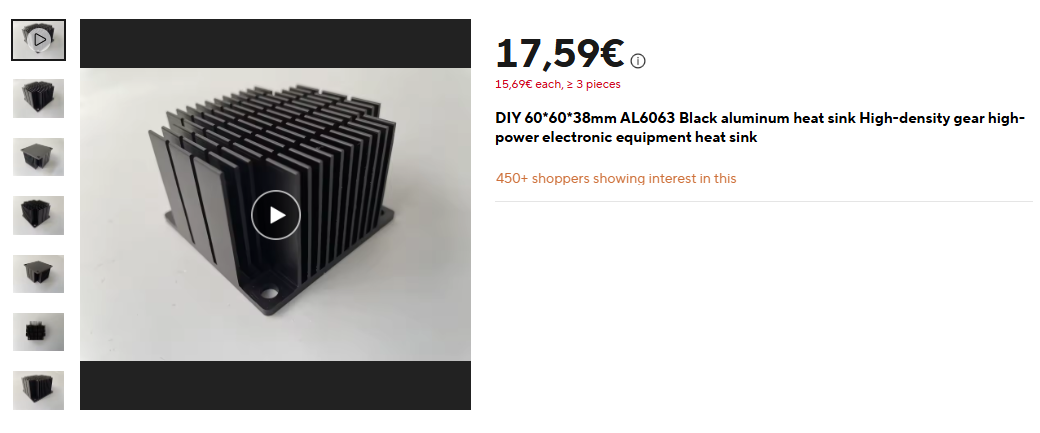 17,59€
15,69€ each, ≥ 3 pieces
DIY 60*60*38mm AL6063 Black aluminum heat sink High-density gear high-
power electronic equipment heat sink
450+ shoppers showing interest in this